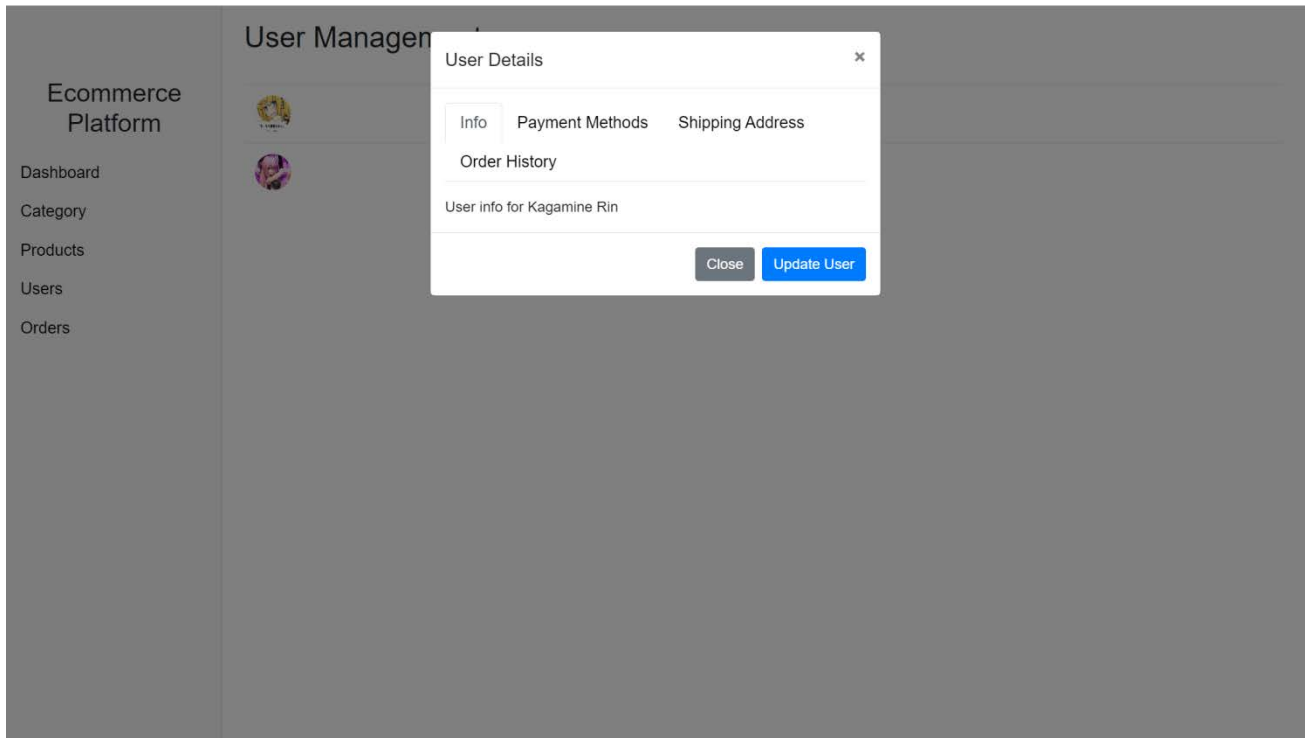 User Managem
Ecommerce
Platform
Dashboard
Category
Products
Users
Orders
User Details
×
Info
Payment Methods
Shipping Address
Order History
User info for Kagamine Rin
Close
Update User